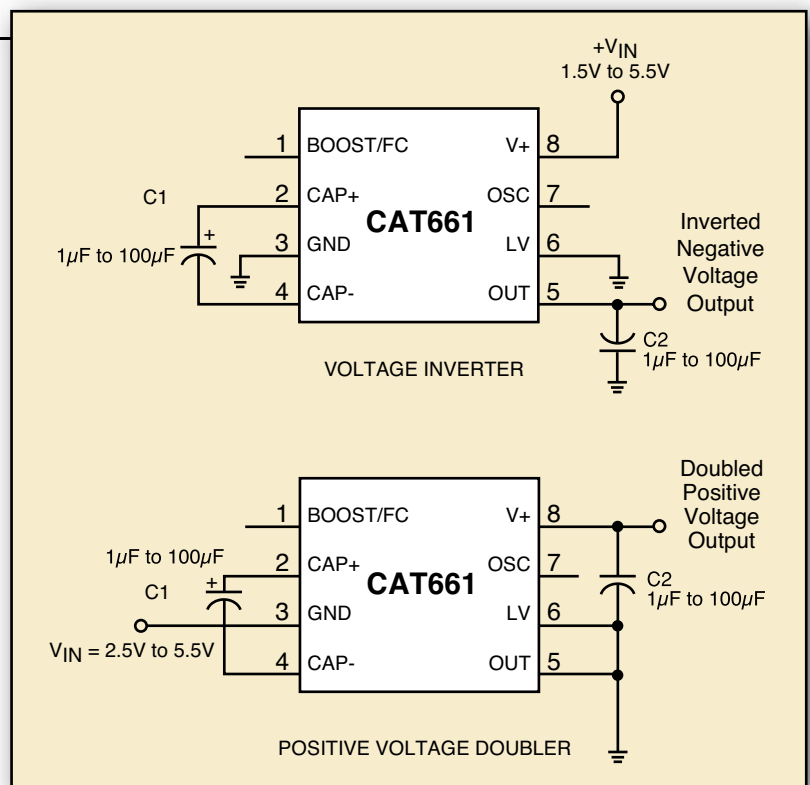 +VIN
1.5V to 5.5V
1 BOOST/FC V+ 8
C1
2 CAP+ OSC 7
CAT661
+
1µF to 100µF
3 GND LV 6
4 CAP- OUT 5
Inverted
Negative
Voltage
Output
C2
1µF to 100µF
VOLTAGE INVERTER
Doubled
Positive
Voltage
Output
1 BOOST/FC V+ 8
1µF to 100µF
C1
+
2 CAP+ OSC 7
CAT661
C2
1µF to 100µF
3 GND LV 6
VIN = 2.5V to 5.5V
4 CAP- OUT 5
POSITIVE VOLTAGE DOUBLER